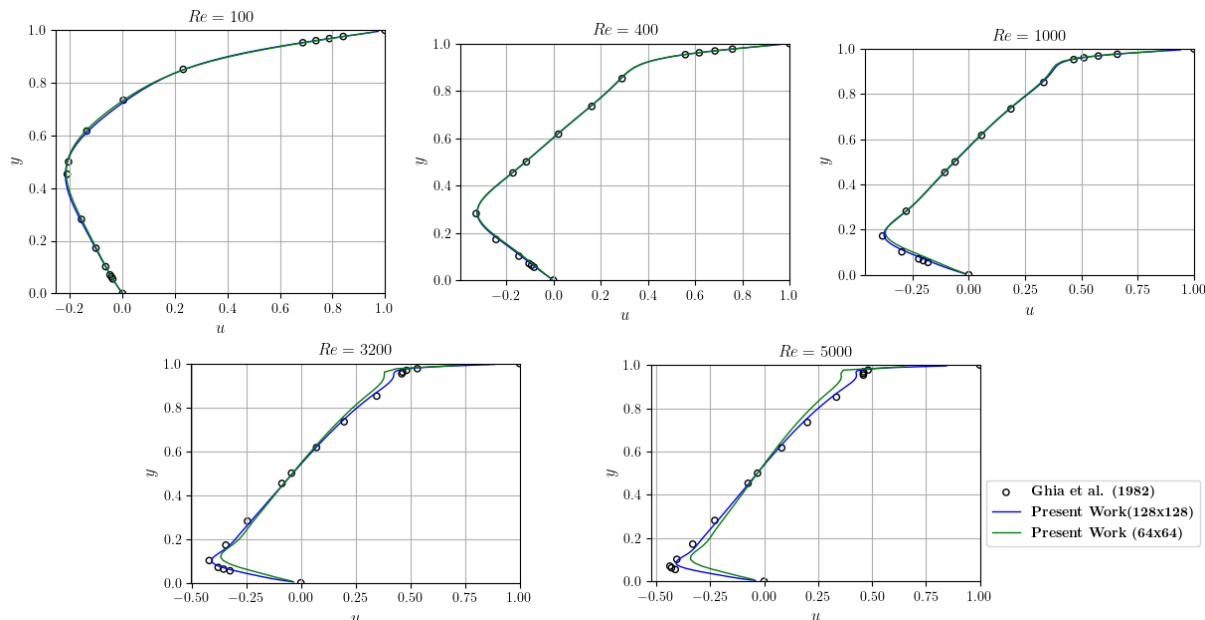 Re = 100
1.0
0.8
0.6
0.4
0.2
0.0
y
−0.2 0.0 0.2 0.4 0.6 0.8 1.0
u
Re = 400
1.0
0.8
0.6
0.4
0.2
0.0
y
−0.2 0.0 0.2 0.4 0.6 0.8 1.0
u
Re = 1000
1.0
0.8
0.6
0.4
0.2
0.0
y
−0.25 0.00 0.25 0.50 0.75 1.00
u
Re = 3200
1.0
0.8
0.6
0.4
0.2
0.0
y
−0.50 −0.25 0.00 0.25 0.50 0.75 1.00
u
Re = 5000
1.0
0.8
0.6
0.4
0.2
0.0
y
−0.50 −0.25 0.00 0.25 0.50 0.75 1.00
u
Ghia et al. (1982)
Present Work(128x128)
Present Work (64x64)